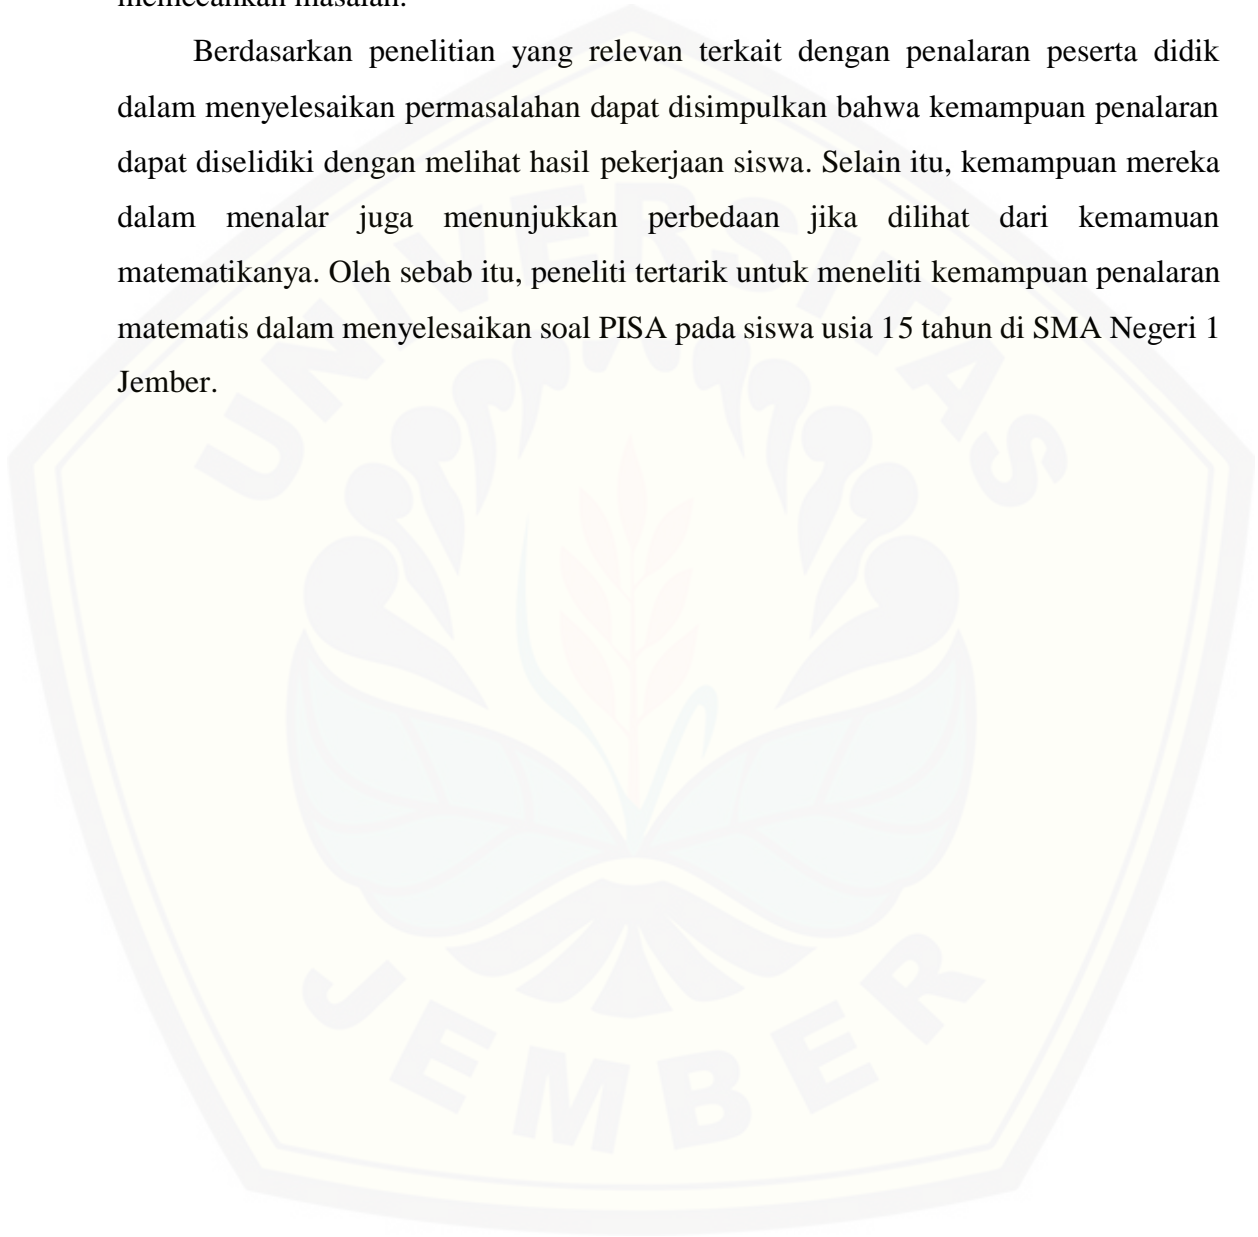 memecahkan masalah.
Berdasarkan penelitian yang relevan terkait dengan penalaran peserta didik
dalam menyelesaikan permasalahan dapat disimpulkan bahwa kemampuan penalaran
dapat diselidiki dengan melihat hasil pekerjaan siswa. Selain itu, kemampuan mereka
dalam menalar juga menunjukkan perbedaan jika dilihat dari kemamuan
matematikanya. Oleh sebab itu, peneliti tertarik untuk meneliti kemampuan penalaran
matematis dalam menyelesaikan soal PISA pada siswa usia 15 tahun di SMA Negeri 1
Jember.
UNIVERSITAS
JEMBER